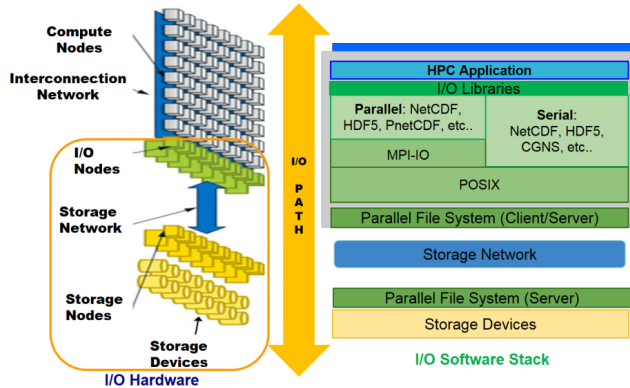 Compute
Nodes
Interconnection
Network
I/O
Nodes
Storage
Network
Storage
Nodes
Storage
Devices
I/O Hardware
I/O
P
A
T
H
HPC Application
I/O Libraries
Parallel: NetCDF,
HDF5, PnetCDF, etc..
Serial:
NetCDF, HDF5,
CGNS, etc..
MPI-IO
POSIX
Parallel File System (Client/Server)
Storage Network
Parallel File System (Server)
Storage Devices
I/O Software Stack